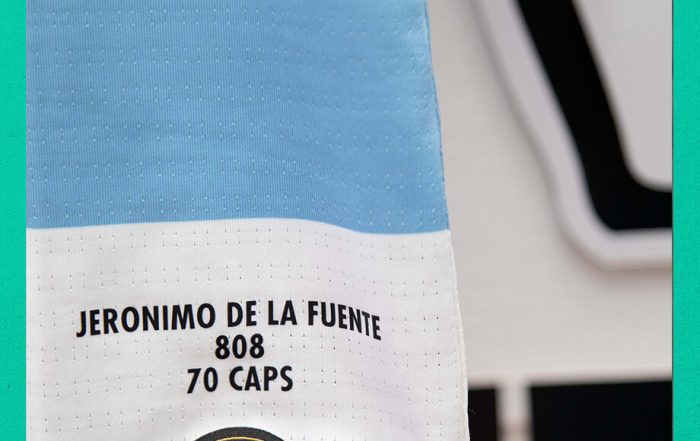 JERONIMO DE LA FUENTE
808
70 CAPS